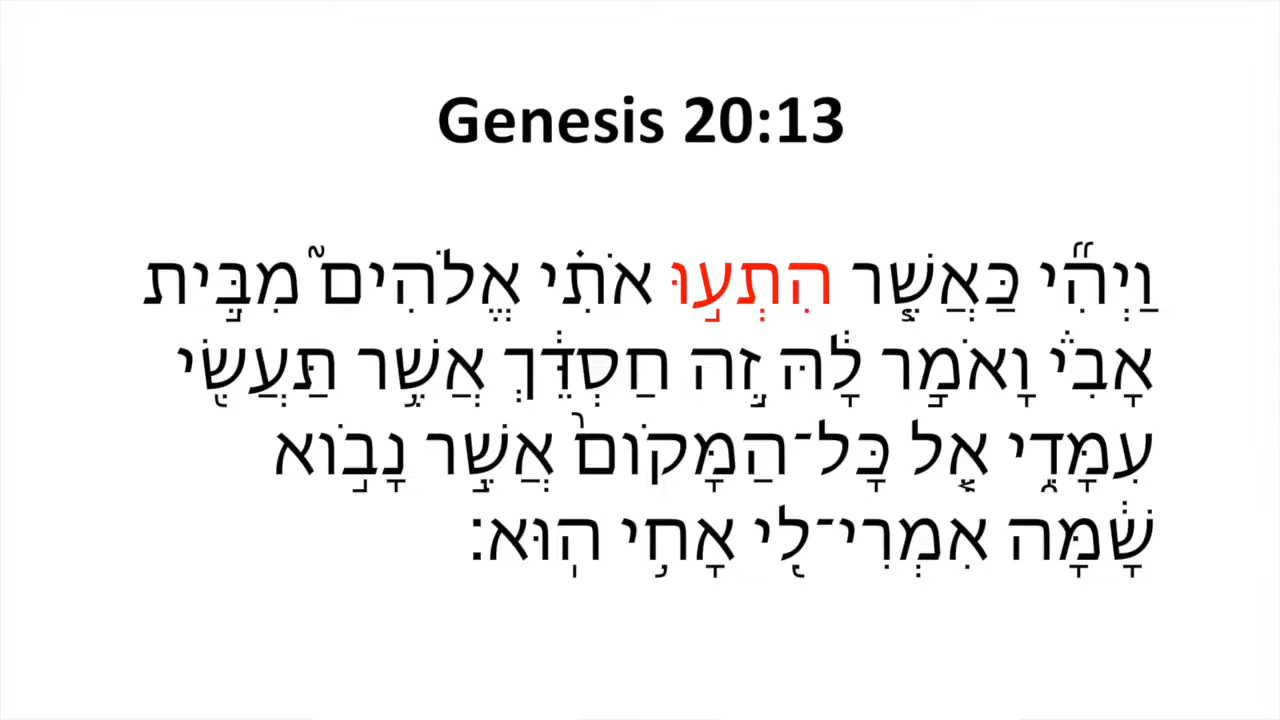 Genesis 20:13
וַיְהִ֞י כַּאֲשֶׁ֧ר הִתְע֣וּ אֹתִ֗י אֱלֹהִים֮ מִבֵּ֣ית
אָבִי֒ וָאֹמַ֣ר לָ֔הּ זֶ֣ה חַסְדֵּ֔ךְ אֲשֶׁ֥ר תַּעֲשִׂ֖י
עִמָּדִ֑י אֶ֤ל כָּל־הַמָּקוֹם֙ אֲשֶׁ֣ר נָב֣וֹא
שָׁ֔מָּה אִמְרִי־לִ֖י אָחִ֥י הֽוּא׃